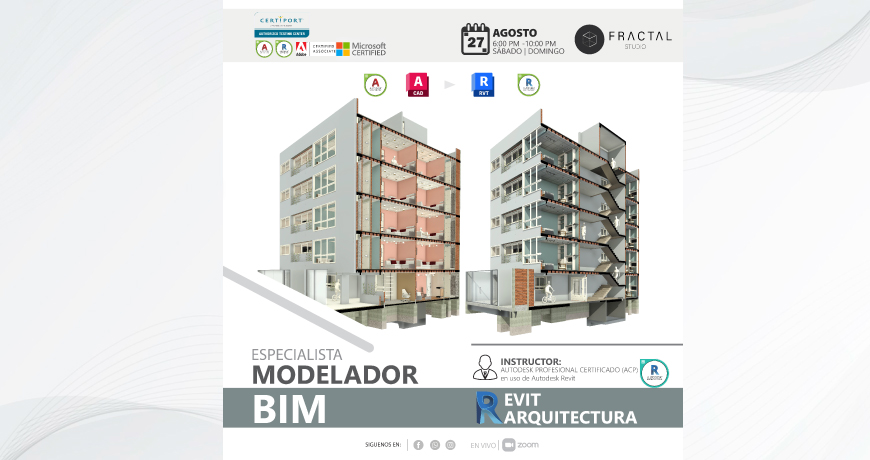 CERTIPORT
AUTHORIZED TESTING CENTER
A
R
Adobe
Microsoft
CERTIFIED
27
AGOSTO
6:00 PM -10:00 PM
SÁBADO | DOMINGO
FRACTAL
STUDIO
A
A
CAD
R
RVT
R
ESPECIALISTA
MODELADOR
BIM
INSTRUCTOR:
AUTODESK PROFESIONAL CERTIFICADO (ACP)
en uso de Autodesk Revit
R
REVIT
ARQUITECTURA
SIGUENOS EN:
EN VIVO
zoom